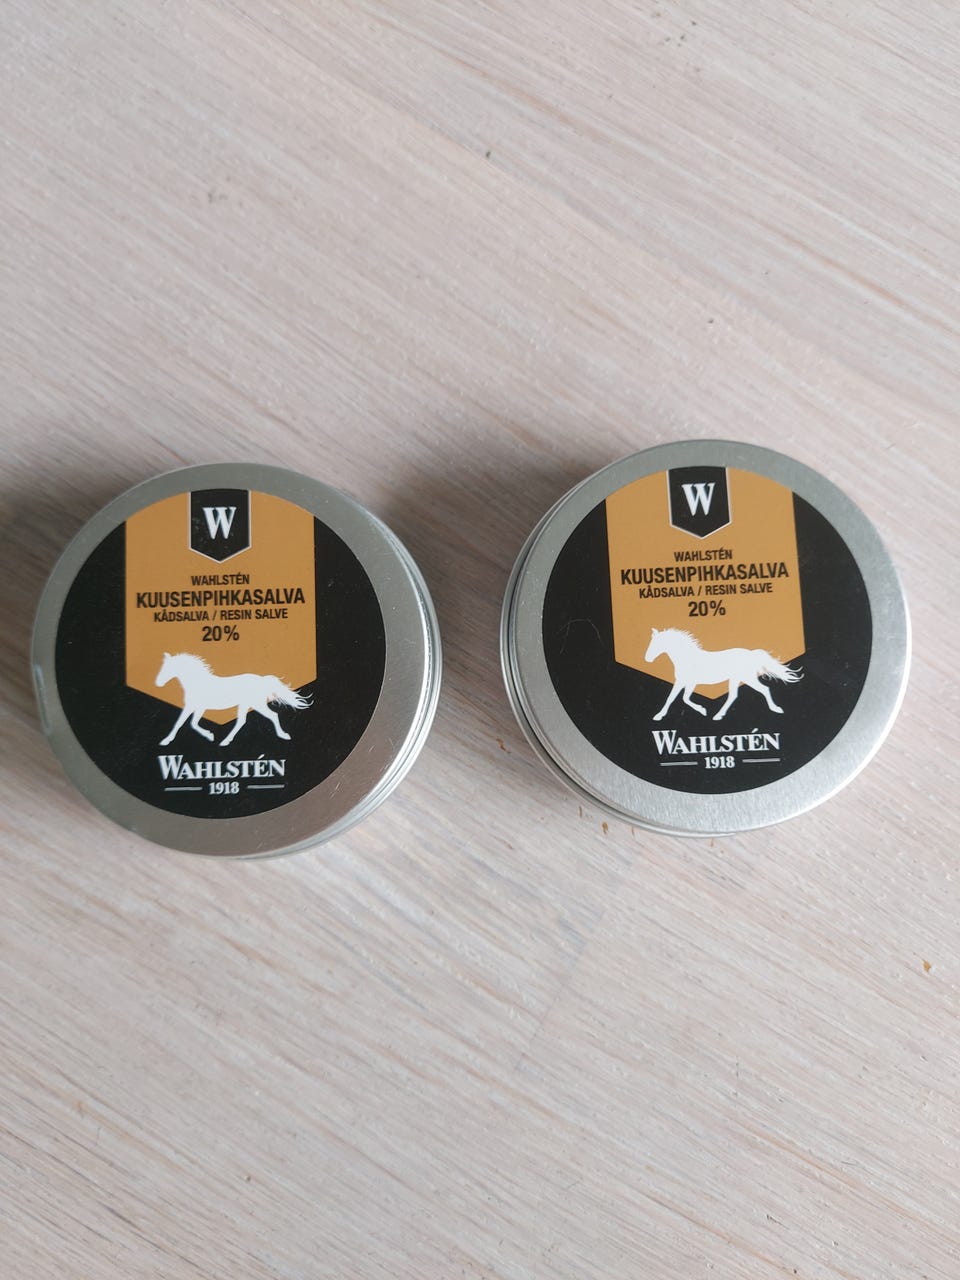 W
WAHLSTÉN
KUUSENPIHKASALVA
KÅDSALVA / RESIN SALVE
20%
WAHLSTÉN
1918
W
WAHLSTÉN
KUUSENPIHKASALVA
KÅDSALVA / RESIN SALVE
20%
WAHLSTÉN
1918